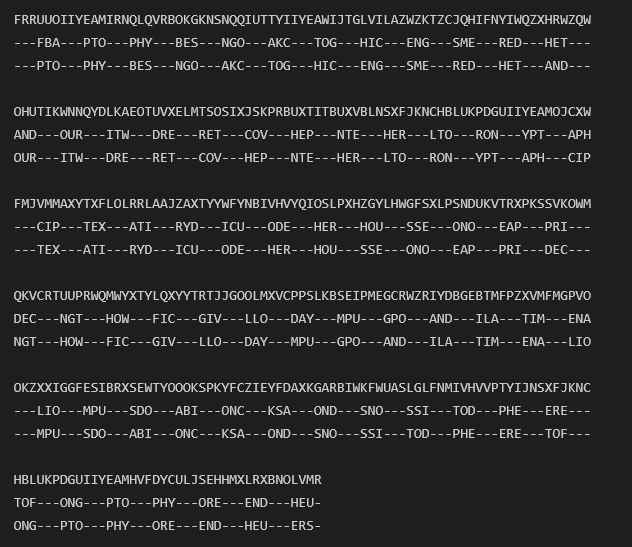 FRRUUOIIYEAMIRNQLQVRBOKGKNSNQQIUTTYIIYEAWIJTGLVILAZWZKTZCJQHIFNYIWQZXHRWZQW
---FBA---PTO---PHY---BES---NGO---AKC---TOG---HIC---ENG---SME---RED---HET---
---PTO---PHY---BES---NGO---AKC---TOG---HIC---ENG---SME---RED---HET---AND---
OHUTIKWNNQYDLKAEOTUVXELMTSOSIXJSKPRBUXTITBUXVBLNSXFJKNCHBLUKPDGUIIYEAMOJCXW
AND---OUR---ITW---DRE---RET---COV---HEP---NTE---HER---LTO---RON---YPT---APH
OUR---ITW---DRE---RET---COV---HEP---NTE---HER---LTO---RON---YPT---APH---CIP
FMJVMMAXYTXFLOLRRLAAJZAXTYYWFYNBIVHVYQIOSLPXHZGYLHWGFSXLPSNDUKVTRXPKSSVKOWM
---CIP---TEX---ATI---RYD---ICU---ODE---HER---HOU---SSE---ONO---EAP---PRI---
---TEX---ATI---RYD---ICU---ODE---HER---HOU---SSE---ONO---EAP---PRI---DEC---
QKVCRTUUPRWQMWYXTYLQXYYTRTJJGOOLMXVCPPSLKBSEIPMEGCRWZRIYDBGEBTMFPZXVMFMGPVO
DEC---NGT---HOW---FIC---GIV---LLO---DAY---MPU---GPO---AND---ILA---TIM---ENA
NGT---HOW---FIC---GIV---LLO---DAY---MPU---GPO---AND---ILA---TIM---ENA---LIO
OKZXXIGGFESIBRXSEWTYOOOKSPKYFCZIEYFDAXKGARBIWKFWUASLGLFNMIVHVVPTYIJNSXFJKNC
---LIO---MPU---SDO---ABI---ONC---KSA---OND---SNO---SSI---TOD---PHE---ERE---
---MPU---SDO---ABI---ONC---KSA---OND---SNO---SSI---TOD---PHE---ERE---TOF---
HBLUKPDGUIIYEAMHVFDYCULJSEHHMXLRXBNOLVMR
TOF---ONG---PTO---PHY---ORE---END---HEU-
ONG---PTO---PHY---ORE---END---HEU---ERS-